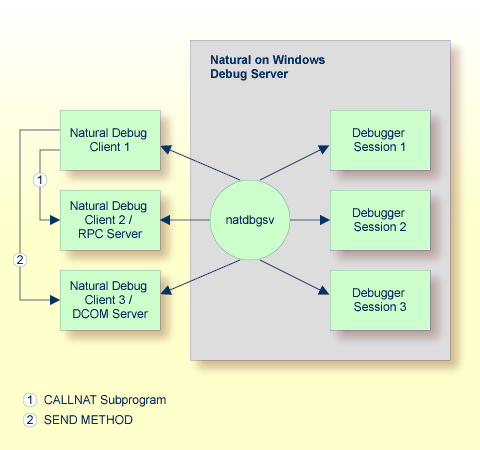 Natural on Windows
Debug Server
Natural Debug
Client 1
Debugger
Session 1
1
Natural Debug
Client 2 /
RPC Server
natdbgsv
Debugger
Session 2
2
Natural Debug
Client 3 /
DCOM Server
Debugger
Session 3
1 CALLNAT Subprogram
2 SEND METHOD